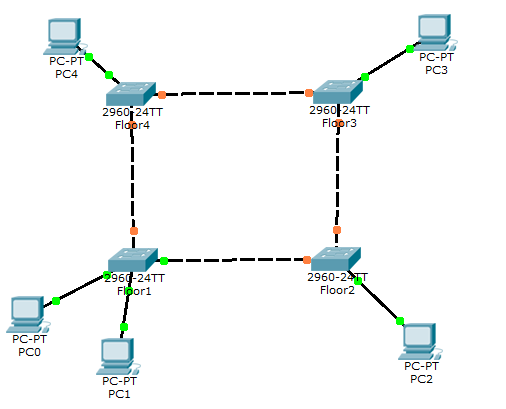 PC-PT
PC4
PC-PT
PC3
2960-24TT
Floor4
2960-24TT
Floor3
2960-24TT
Floor1
2960-24TT
Floor2
PC-PT
PC0
PC-PT
PC1
PC-PT
PC2